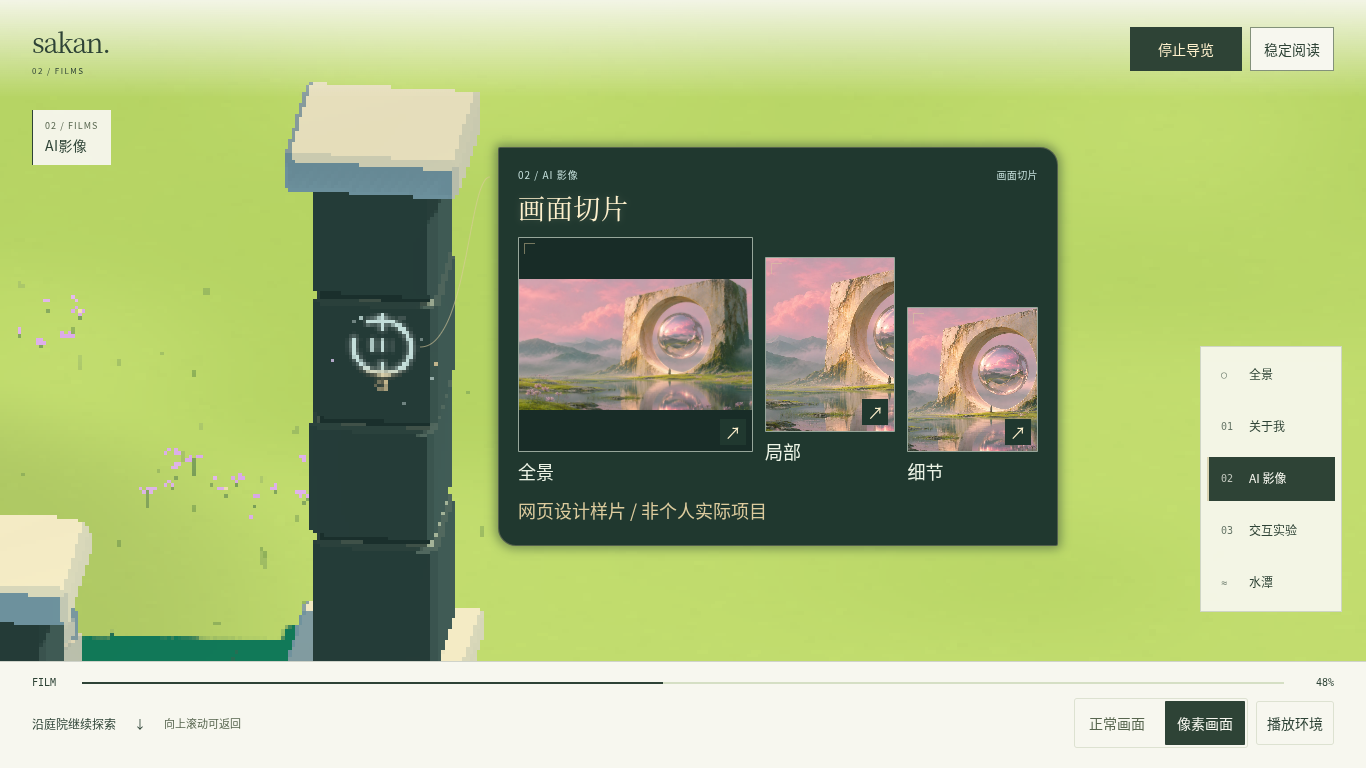 sakan.
02 / FILMS
停止导览
稳定阅读
02 / FILMS
AI影像
02 / AI 影像
画面切片
画面切片
全景
局部
细节
网页设计样片 / 非个人实际项目
全景
01 关于我
02 AI 影像
03 交互实验
≈ 水潭
FILM
48%
沿庭院继续探索 ↓ 向上滚动可返回
正常画面
像素画面
播放环境